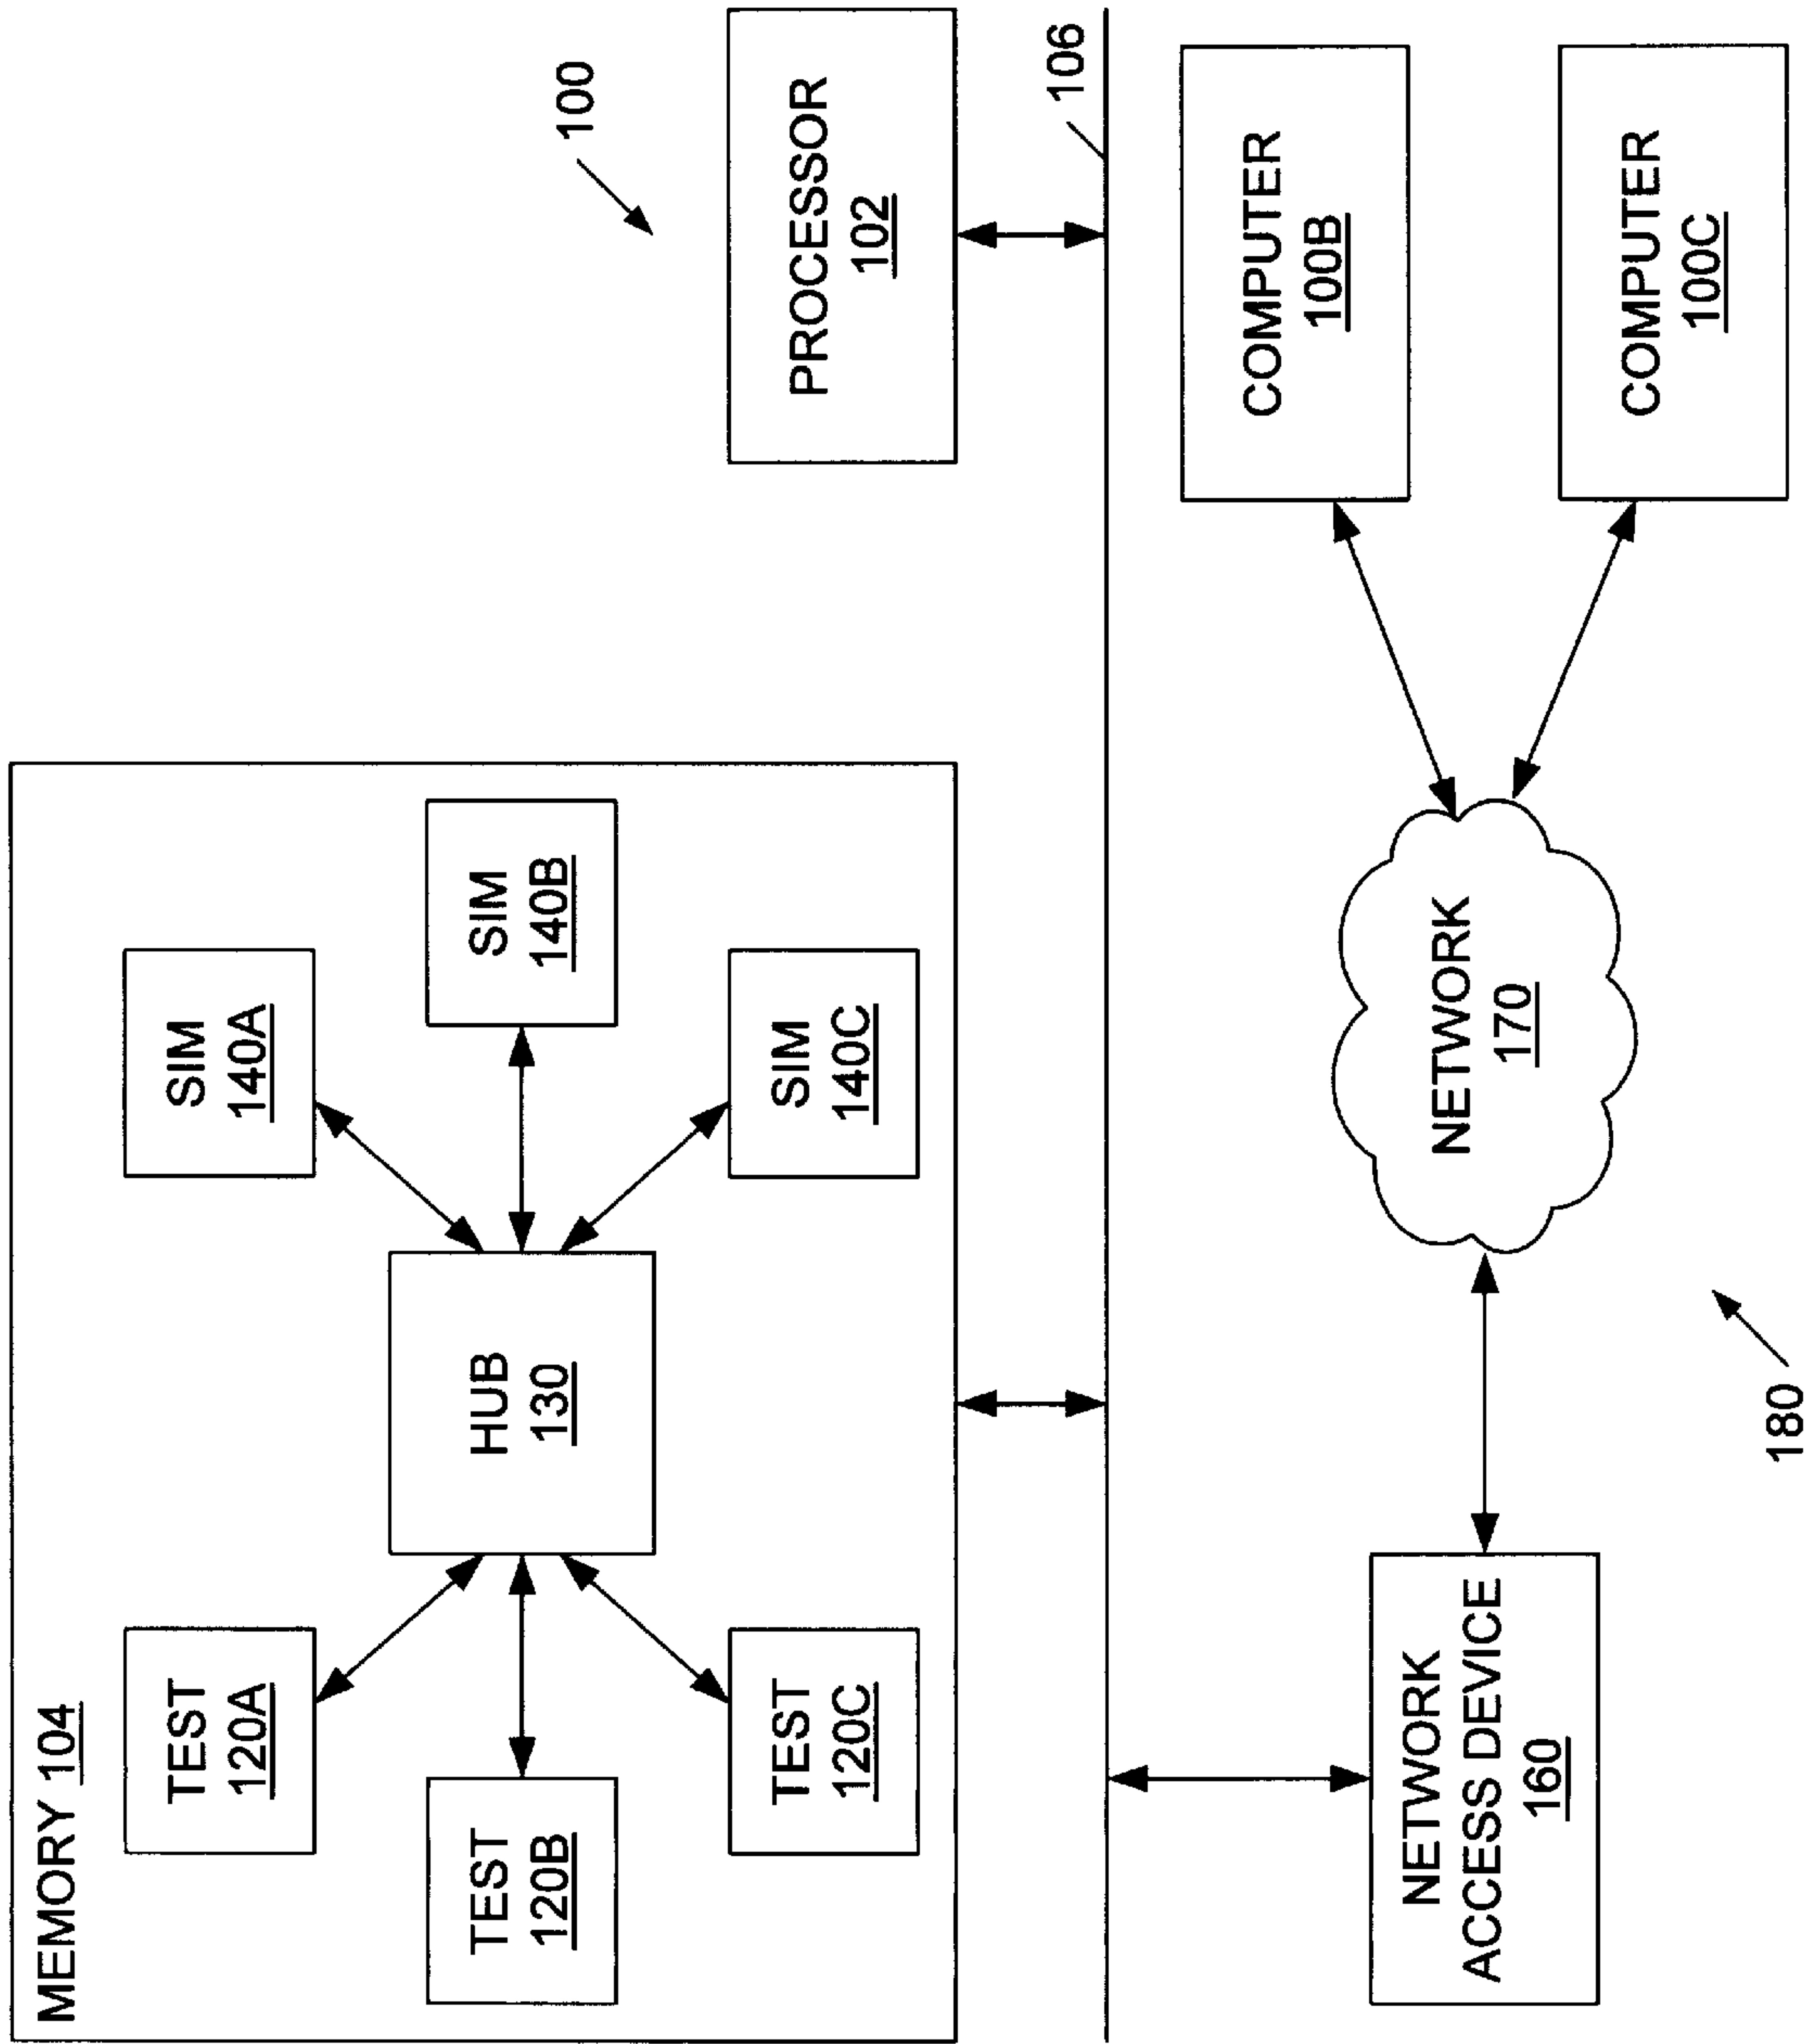 MEMORY 104
TEST
120A
TEST
120B
TEST
120C
HUB
130
SIM
140A
SIM
140B
SIM
140C
100
PROCESSOR
102
106
NETWORK
ACCESS DEVICE
160
NETWORK
170
180
COMPUTER
100B
COMPUTER
100C